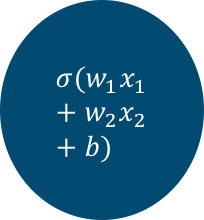 σ(w₁x₁
+ w₂x₂
+ b)